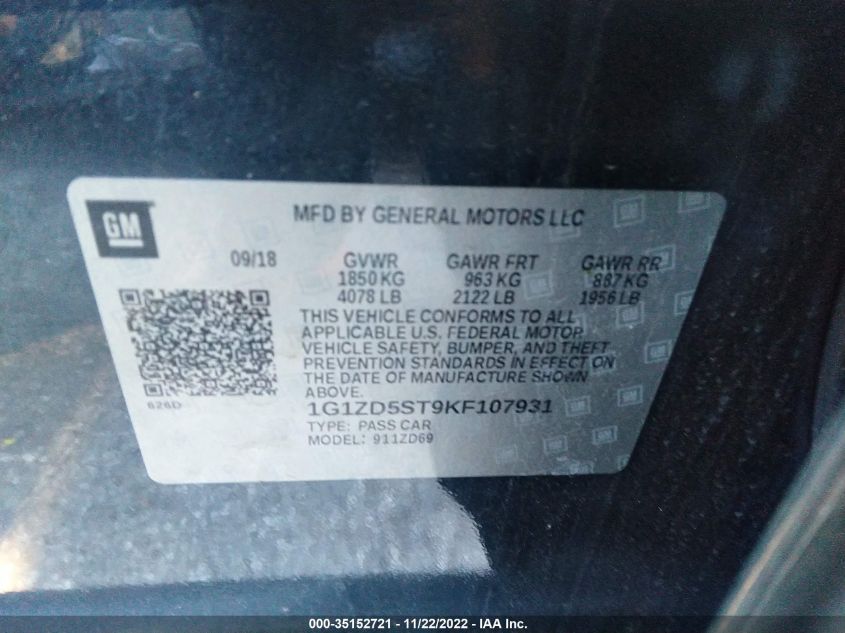 GM
MFD BY GENERAL MOTORS LLC
09/18 GVWR GAWR FRT GAWR RR
1850 KG 963 KG 887 KG
4078 LB 2122 LB 1956 LB
THIS VEHICLE CONFORMS TO ALL
APPLICABLE U.S. FEDERAL MOTOR
VEHICLE SAFETY, BUMPER, AND THEFT
PREVENTION STANDARDS IN EFFECT ON
THE DATE OF MANUFACTURE SHOWN
ABOVE.
626D
1G1ZD5ST9KF107931
TYPE: PASS CAR
MODEL: 911ZD69
000-35152721 - 11/22/2022 - IAA Inc.